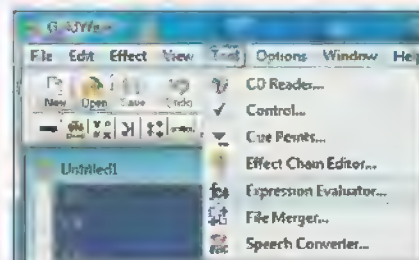 GoldWave
File Edit Effect View Tool Options Window Help
New Open Save Undo
Untitled1
CD Reader...
Control...
Cue Points...
Effect Chain Editor...
Expression Evaluator...
File Merger...
Speech Converter...